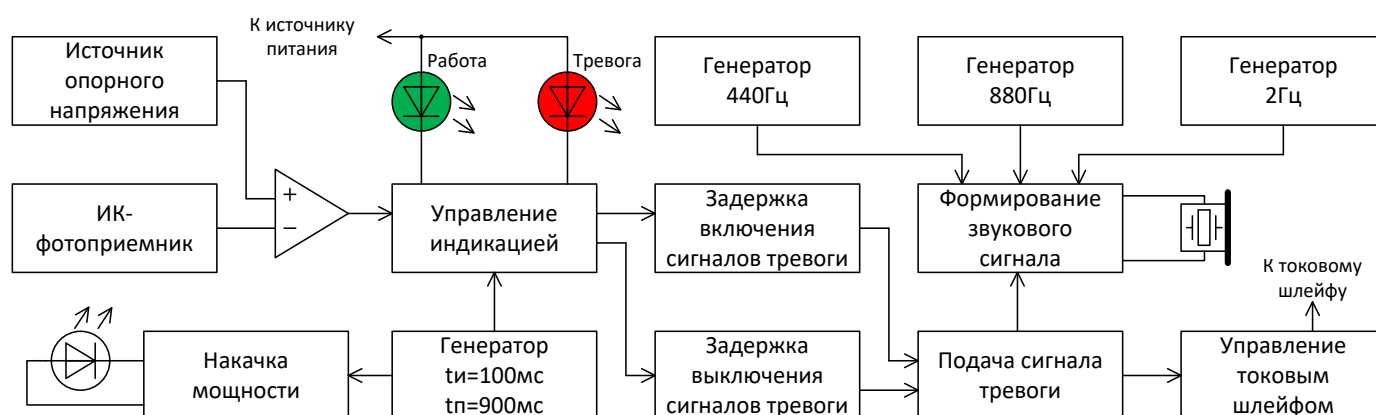 К источнику
питания
Источник
опорного
напряжения
Работа
Тревога
Генератор
440Гц
Генератор
880Гц
Генератор
2Гц
ИК-
фотоприемник
+
−
Управление
индикацией
Задержка
включения
сигналов тревоги
Формирование
звукового
сигнала
К токовому
шлейфу
Накачка
мощности
Генератор
tи=100мс
tп=900мс
Задержка
выключения
сигналов тревоги
Подача сигнала
тревоги
Управление
токовым
шлейфом